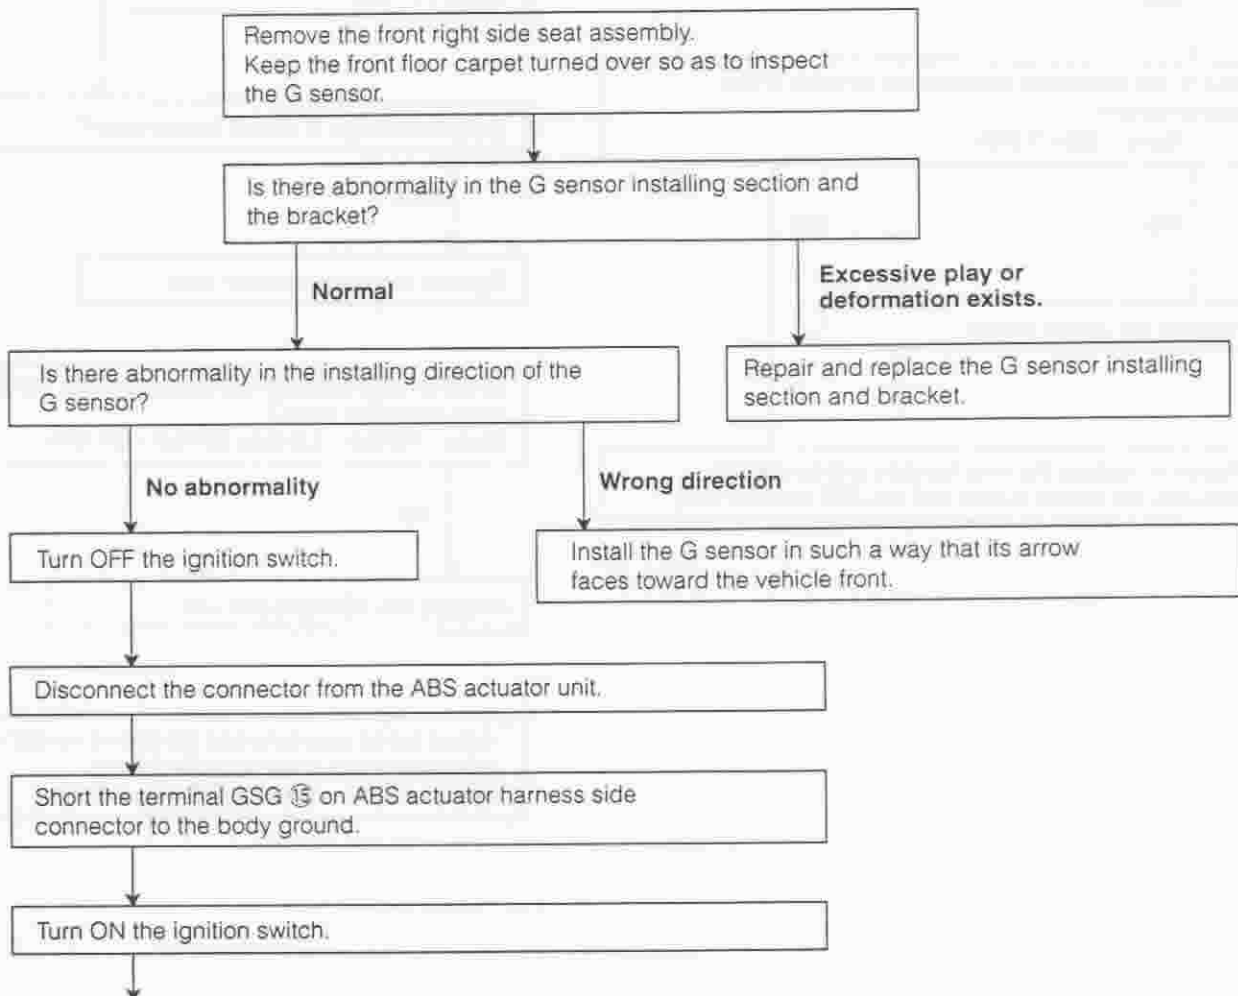 Remove the front right side seat assembly.
Keep the front floor carpet turned over so as to inspect
the G sensor.
Is there abnormality in the G sensor installing section and
the bracket?
Normal
Excessive play or
deformation exists.
Is there abnormality in the installing direction of the
G sensor?
Repair and replace the G sensor installing
section and bracket.
No abnormality
Wrong direction
Turn OFF the ignition switch.
Install the G sensor in such a way that its arrow
faces toward the vehicle front.
Disconnect the connector from the ABS actuator unit.
Short the terminal GSG ⑮ on ABS actuator harness side
connector to the body ground.
Turn ON the ignition switch.